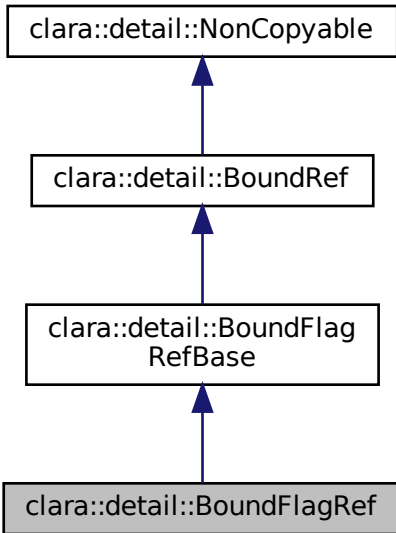 clara::detail::NonCopyable
clara::detail::BoundRef
clara::detail::BoundFlag
RefBase
clara::detail::BoundFlagRef